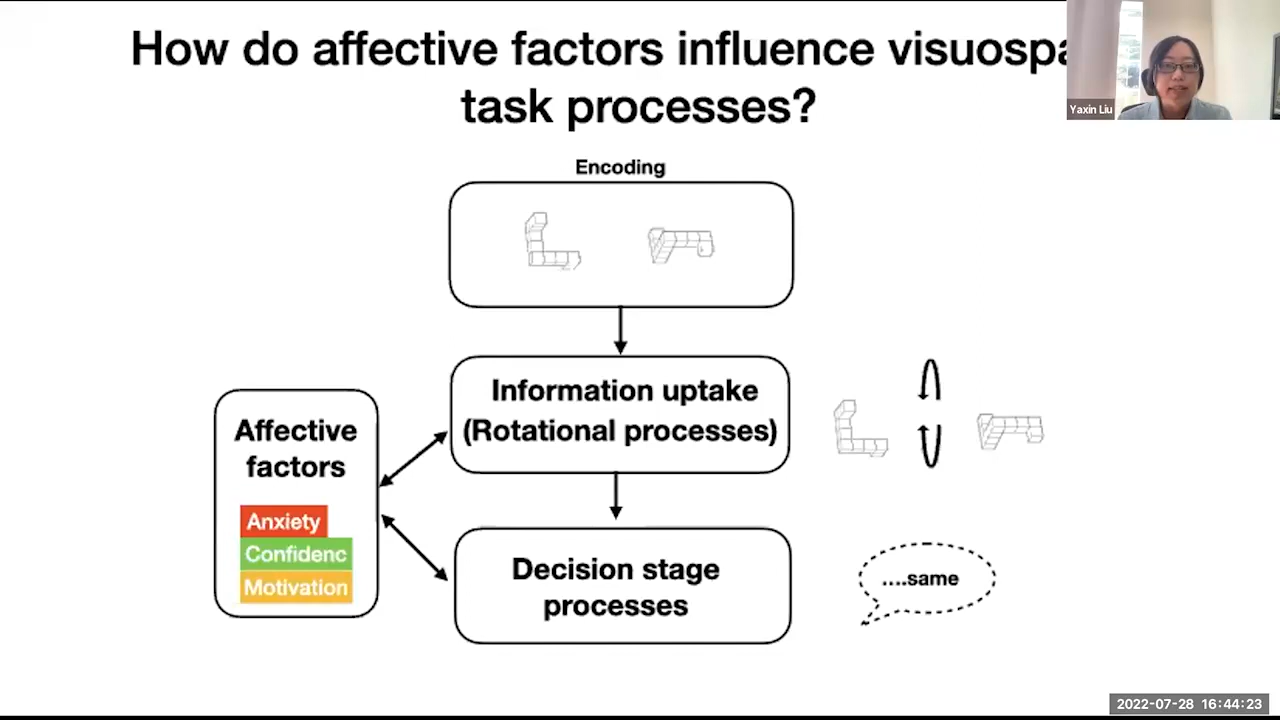 How do affective factors influence visuospa
task processes?
Yaxin Liu
Encoding
Information uptake
(Rotational processes)
Affective
factors
Anxiety
Confidenc
Motivation
Decision stage
processes
....same
2022-07-28 16:44:23